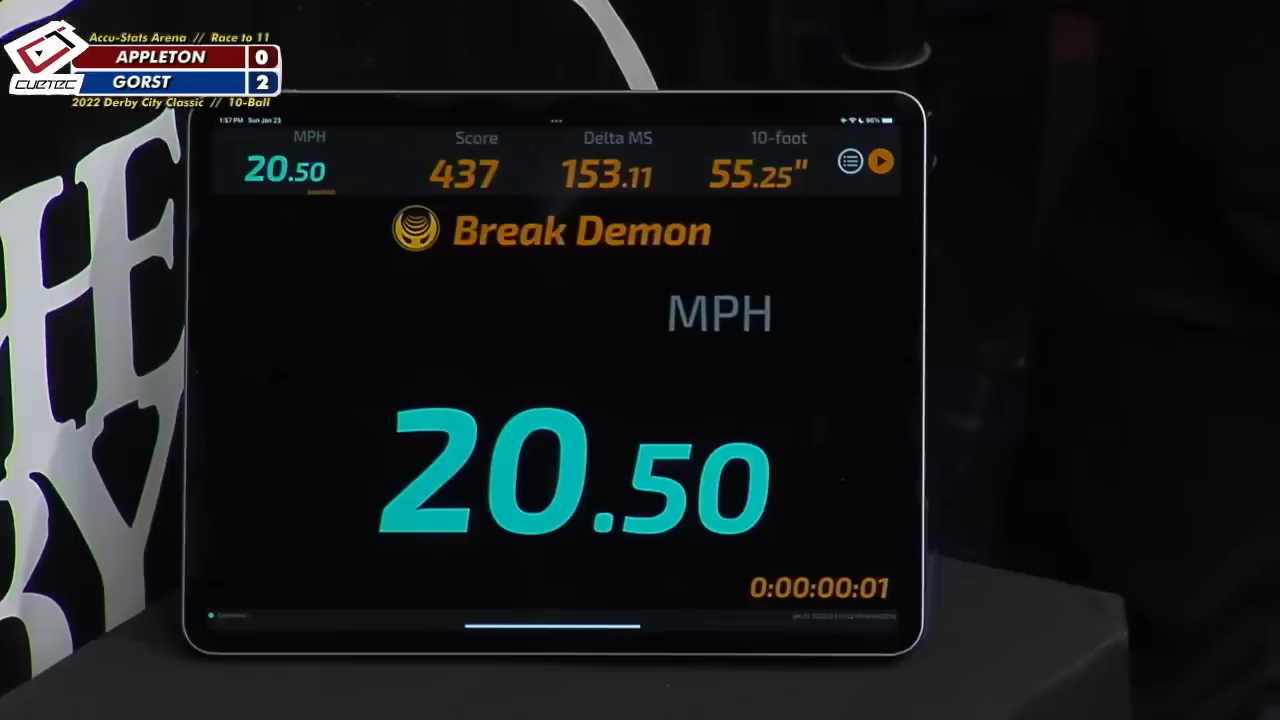 Accu-Stats Arena // Race to 11
APPLETON 0
GORST 2
CUETEC
2022 Derby City Classic // 10-Ball
1:57 PM Sun Jan 23
96%
MPH Score Delta MS 10-foot
20.50 437 153.11 55.25"
Break Demon
MPH
20.50
0:00:00:01
HE